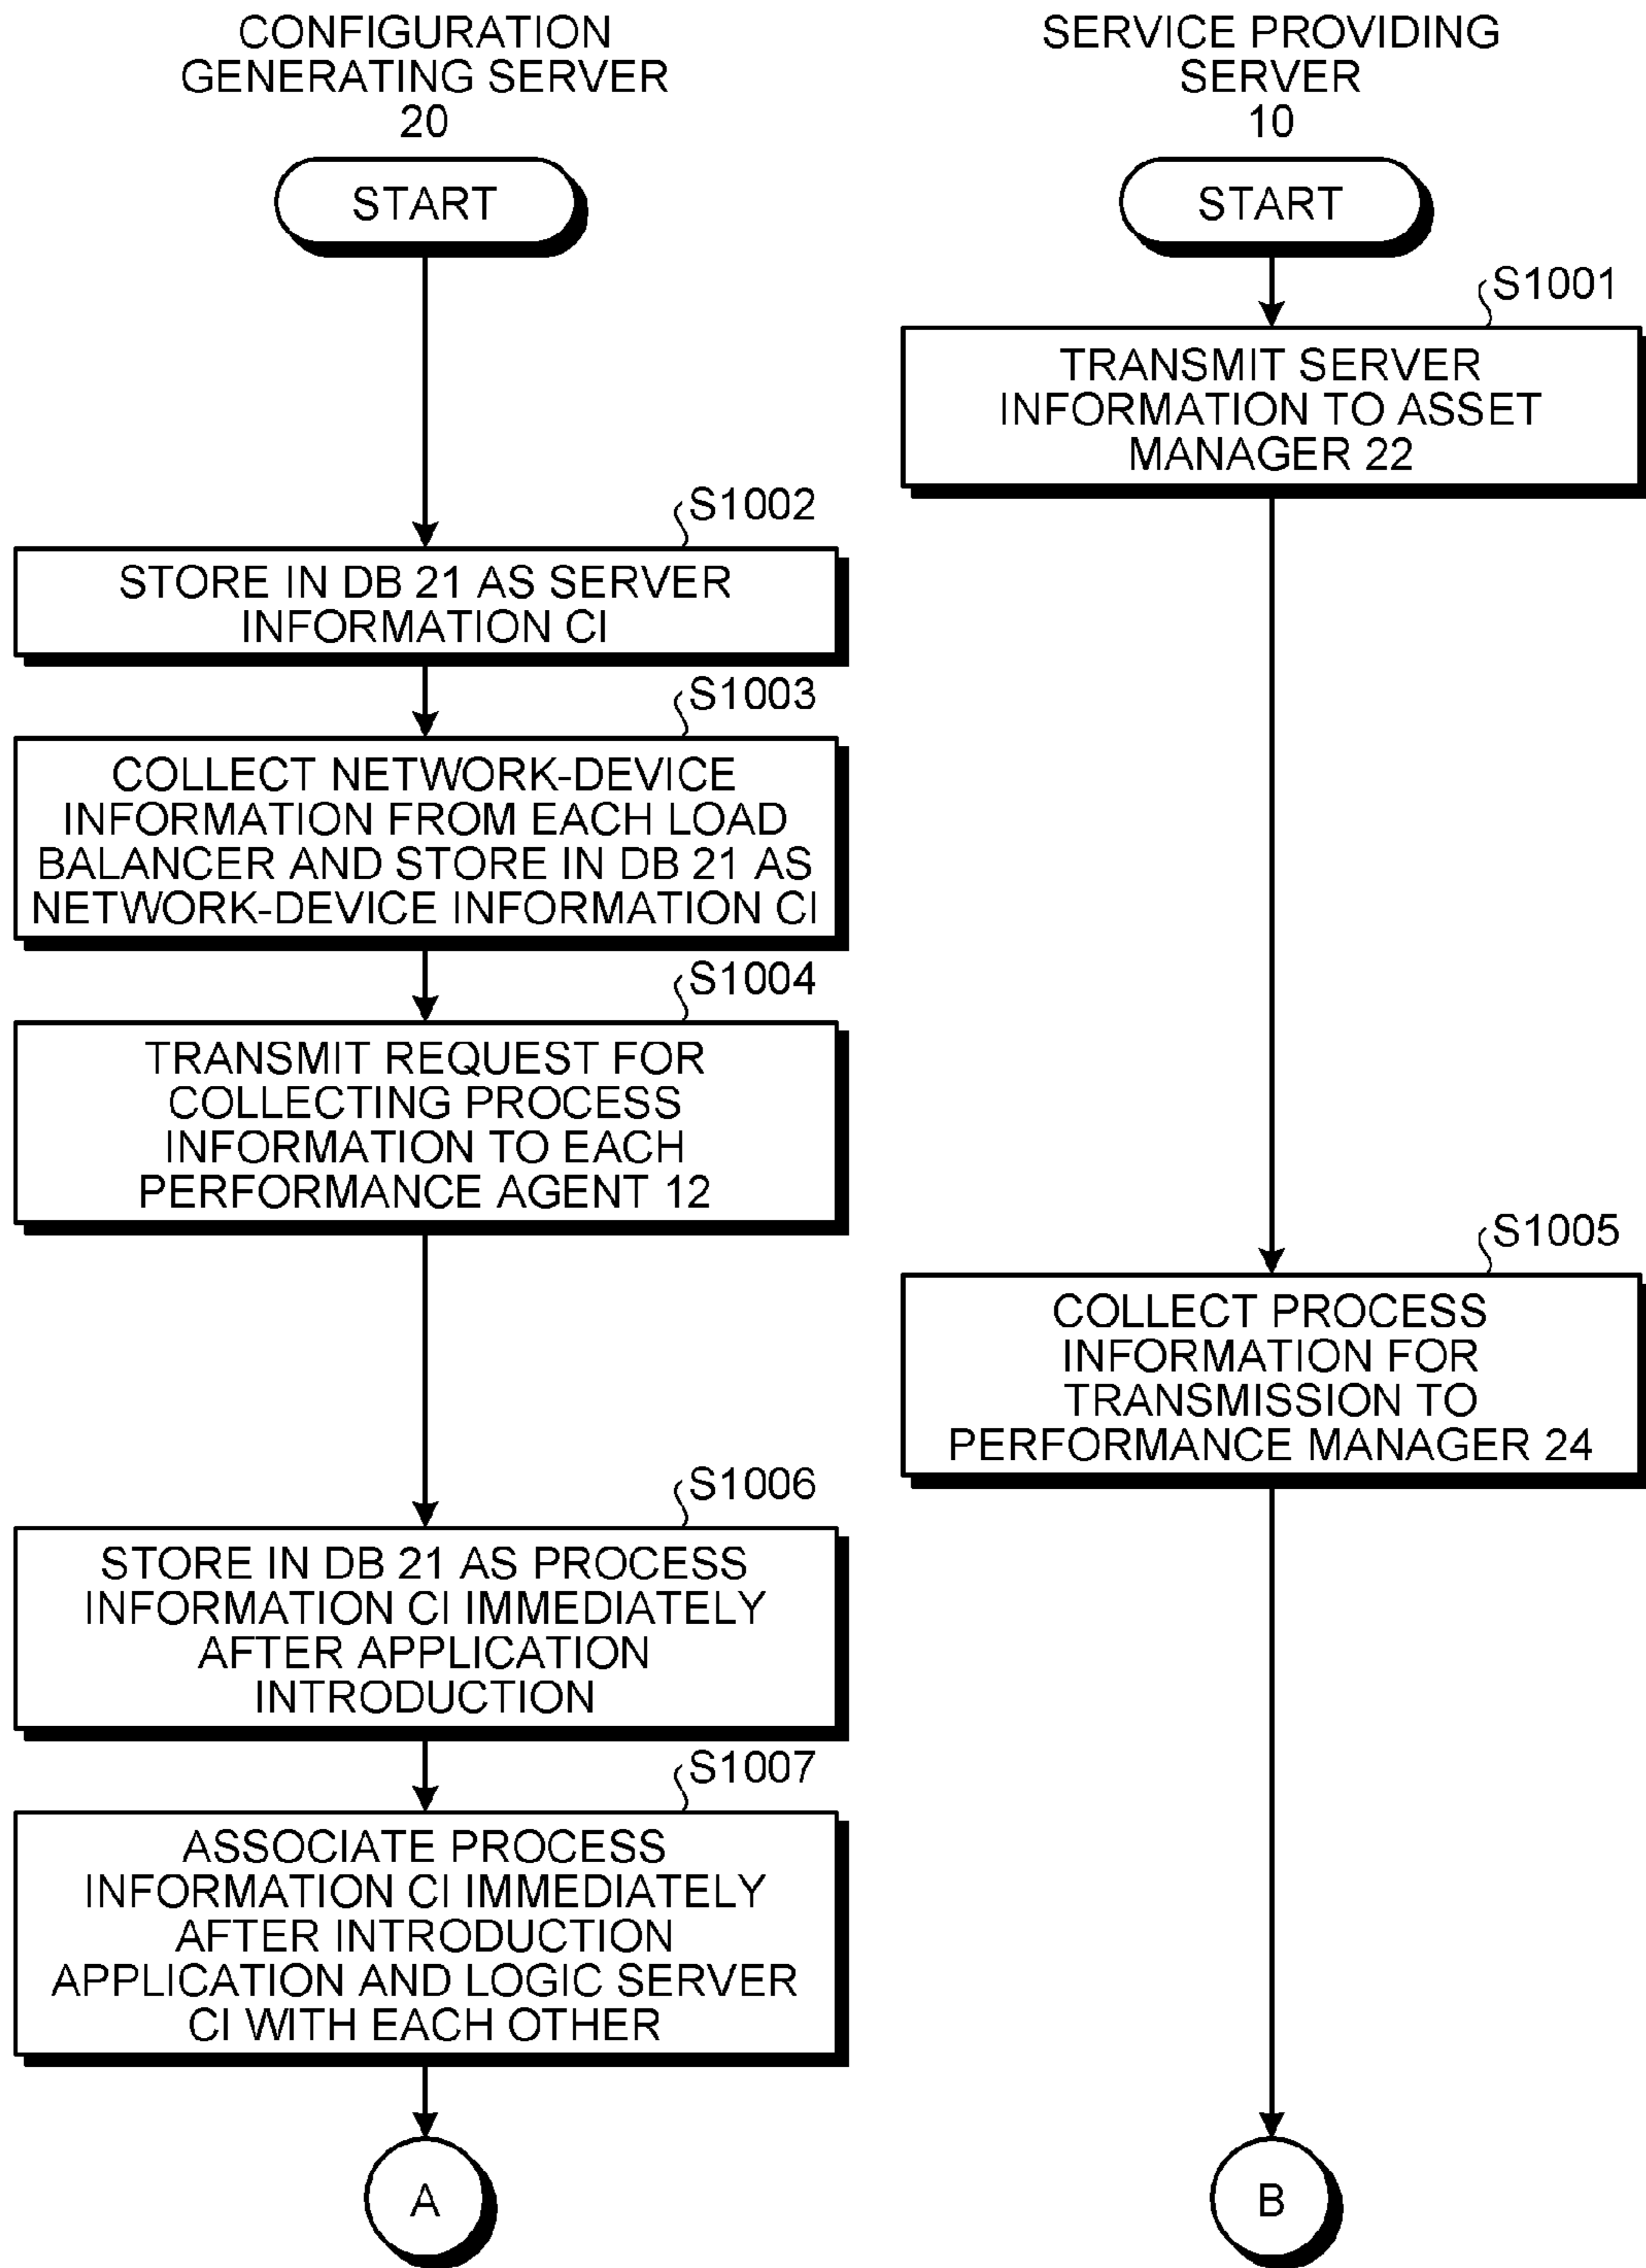 CONFIGURATION
GENERATING SERVER
20
START
SERVICE PROVIDING
SERVER
10
START
S1001
TRANSMIT SERVER
INFORMATION TO ASSET
MANAGER 22
S1002
STORE IN DB 21 AS SERVER
INFORMATION CI
S1003
COLLECT NETWORK-DEVICE
INFORMATION FROM EACH LOAD
BALANCER AND STORE IN DB 21 AS
NETWORK-DEVICE INFORMATION CI
S1004
TRANSMIT REQUEST FOR
COLLECTING PROCESS
INFORMATION TO EACH
PERFORMANCE AGENT 12
S1005
COLLECT PROCESS
INFORMATION FOR
TRANSMISSION TO
PERFORMANCE MANAGER 24
S1006
STORE IN DB 21 AS PROCESS
INFORMATION CI IMMEDIATELY
AFTER APPLICATION
INTRODUCTION
S1007
ASSOCIATE PROCESS
INFORMATION CI IMMEDIATELY
AFTER INTRODUCTION
APPLICATION AND LOGIC SERVER
CI WITH EACH OTHER
A
B